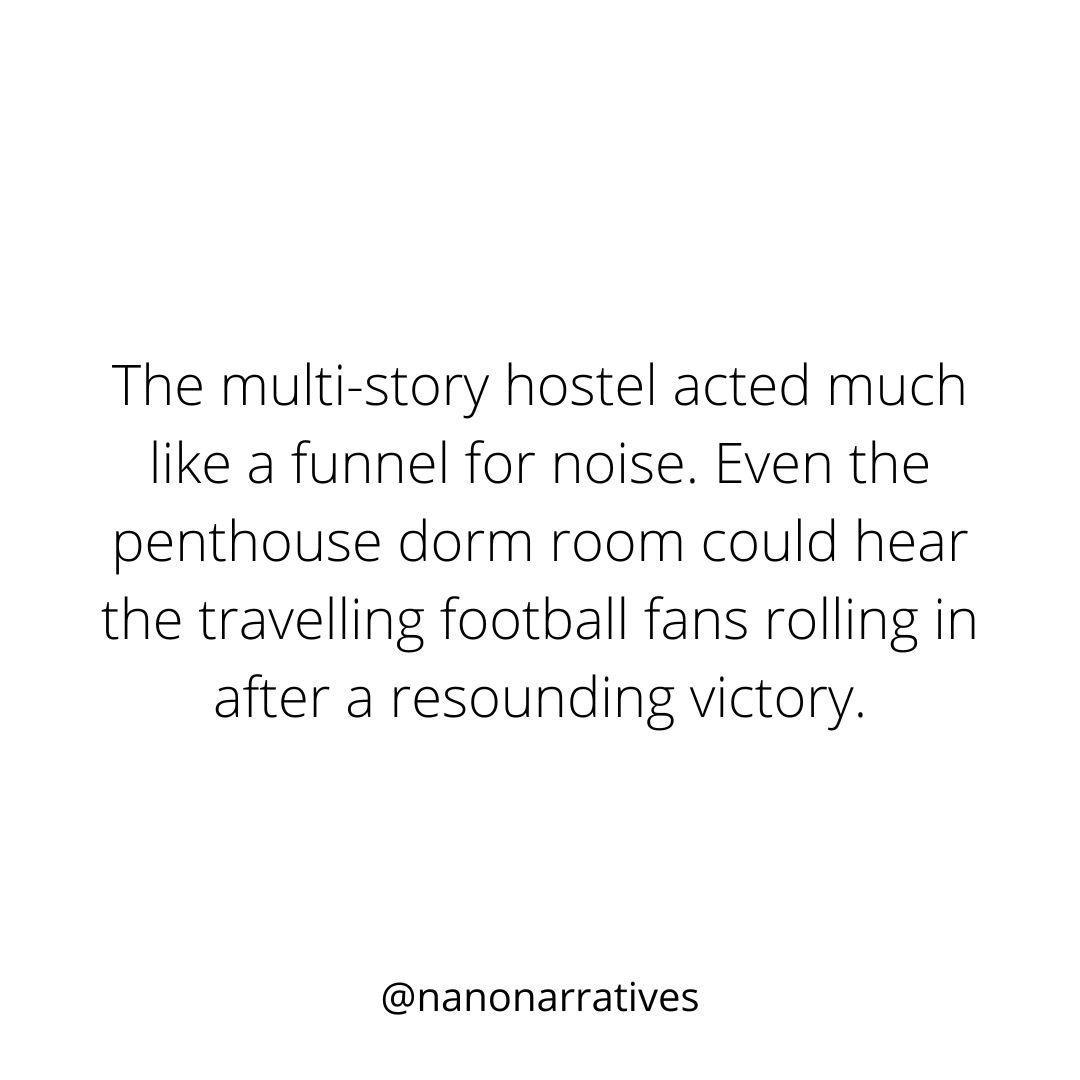 The multi-story hostel acted much
like a funnel for noise. Even the
penthouse dorm room could hear
the travelling football fans rolling in
after a resounding victory.
@nanonarratives